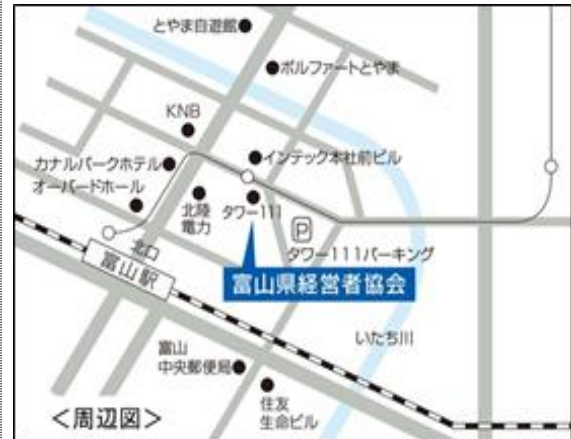 とやま自遊館
ボルファートとやま
KNB
インテック本社前ビル
カナルパークホテル
オーバードホール
北陸
電力
タワー111
P
タワー111パーキング
北口
富山駅
富山県経営者協会
いたち川
富山
中央郵便局
住友
生命ビル
<周辺図>